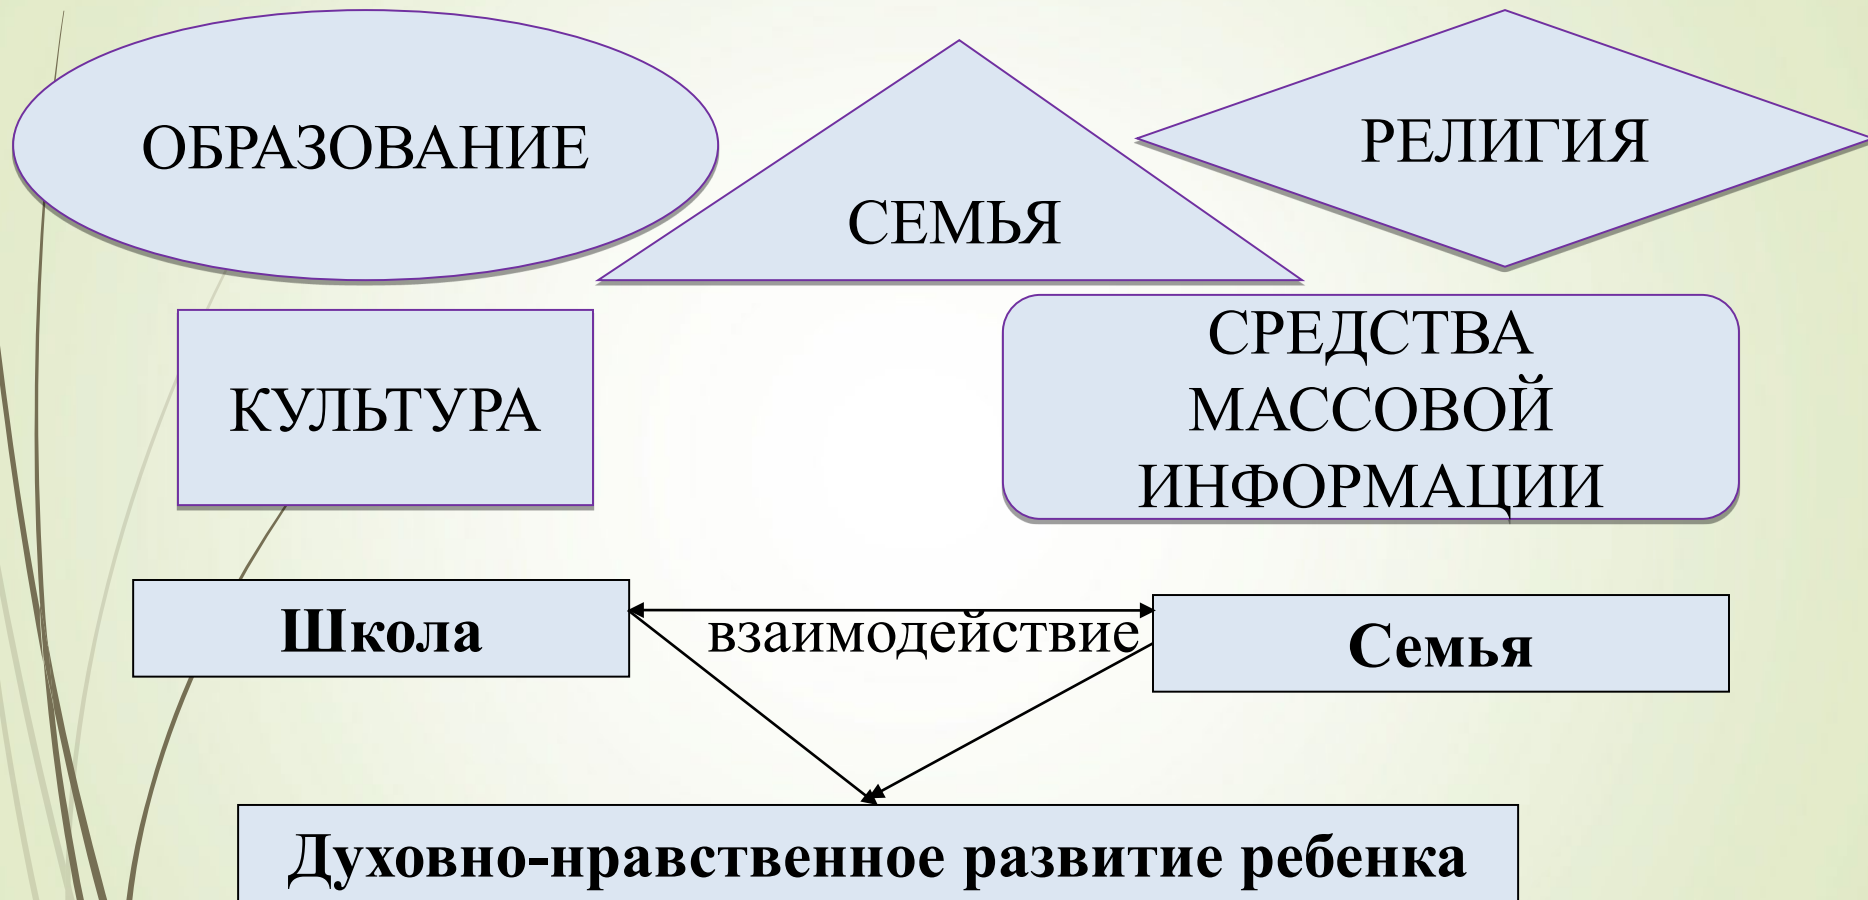 ОБРАЗОВАНИЕ
СЕМЬЯ
РЕЛИГИЯ
КУЛЬТУРА
СРЕДСТВА
МАССОВОЙ
ИНФОРМАЦИИ
Школа
взаимодействие
Семья
Духовно-нравственное развитие ребенка